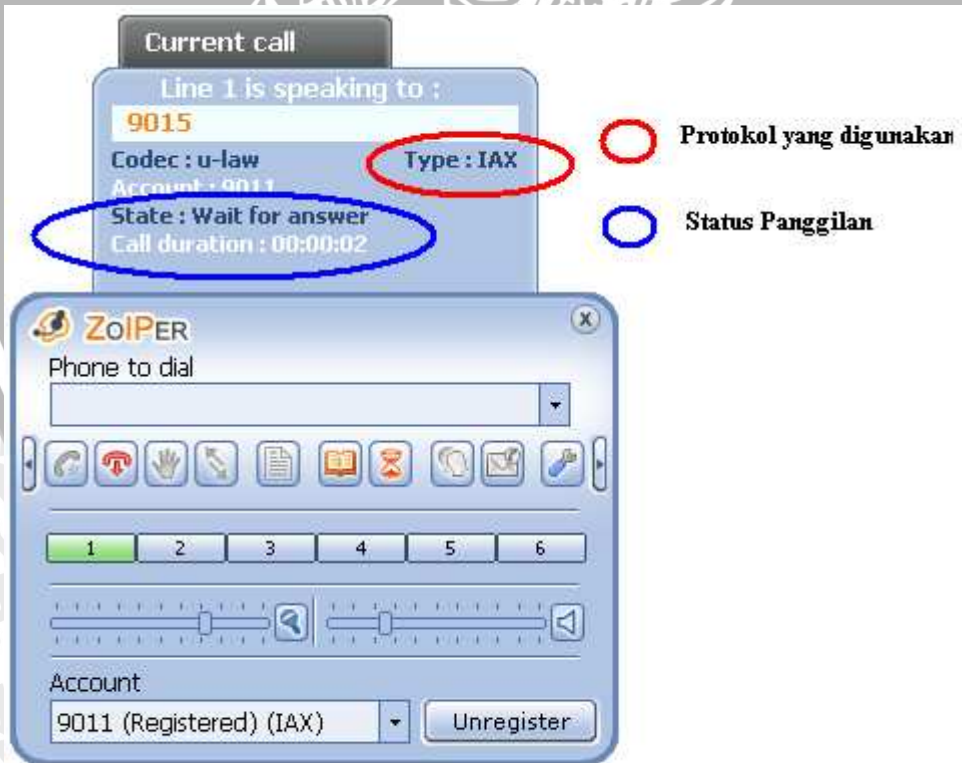 Current call
Line 1 is speaking to :
9015
Codec : u-law Type : IAX
Account : 9011
State : Wait for answer
Call duration : 00:00:02
Protokol yang digunakan
Status Panggilan
ZOIPER
Phone to dial
1 2 3 4 5 6
Account
9011 (Registered) (IAX) Unregister